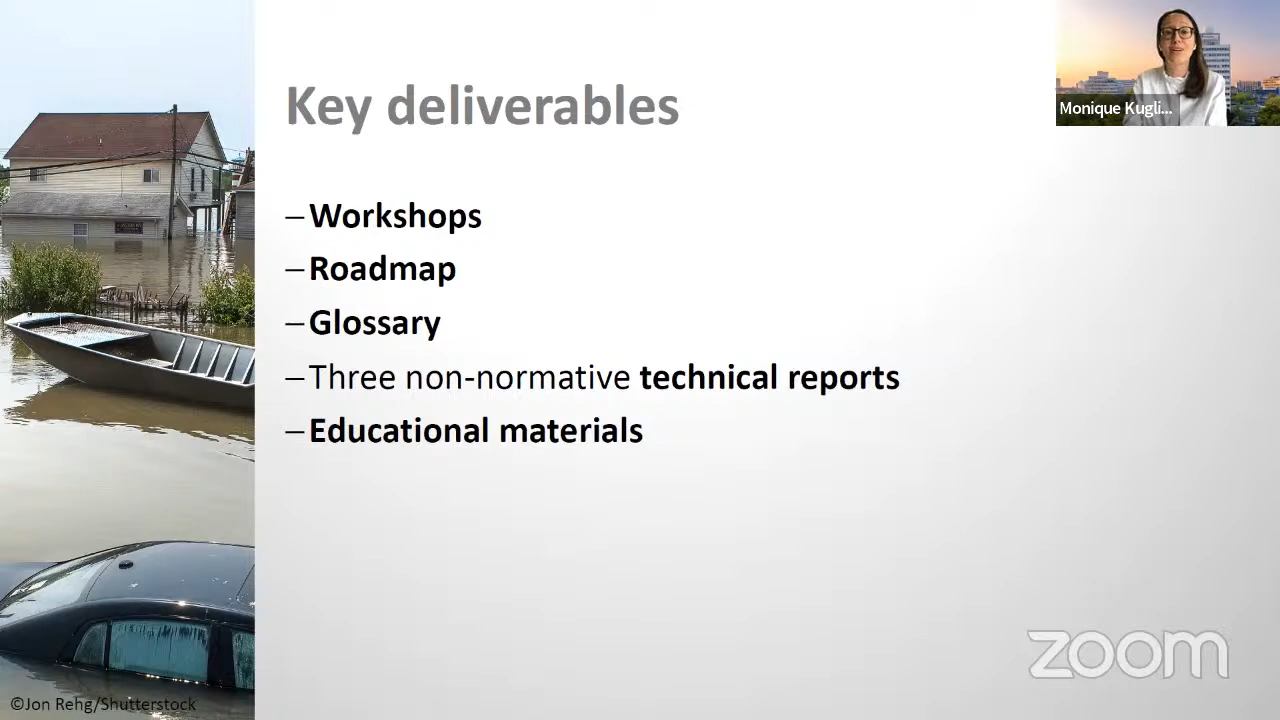 Key deliverables
Monique Kugli...
–Workshops
–Roadmap
–Glossary
–Three non-normative technical reports
–Educational materials
zoom
©Jon Rehg/Shutterstock